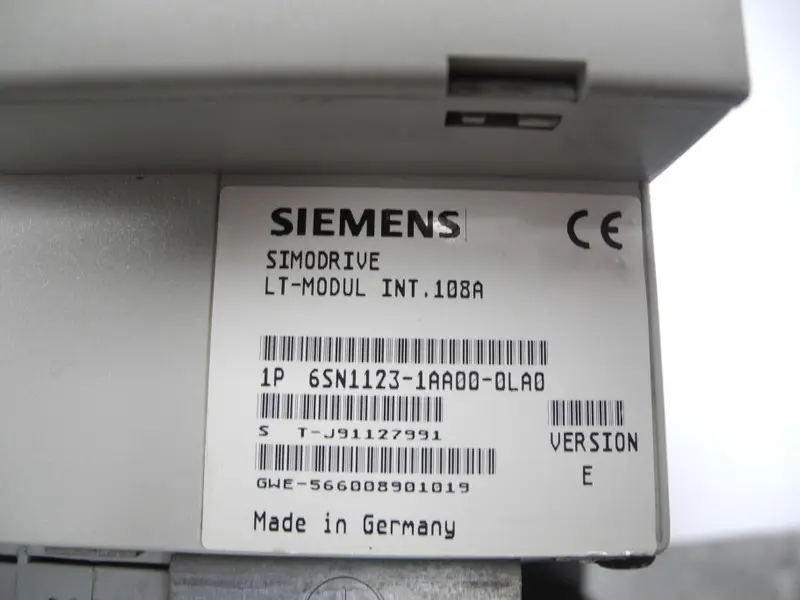 SIEMENS CE
SIMODRIVE
LT-MODUL INT.108A
1P 6SN1123-1AA00-0LA0
S T-J91127991
VERSION
GWE-566008901019
E
Made in Germany